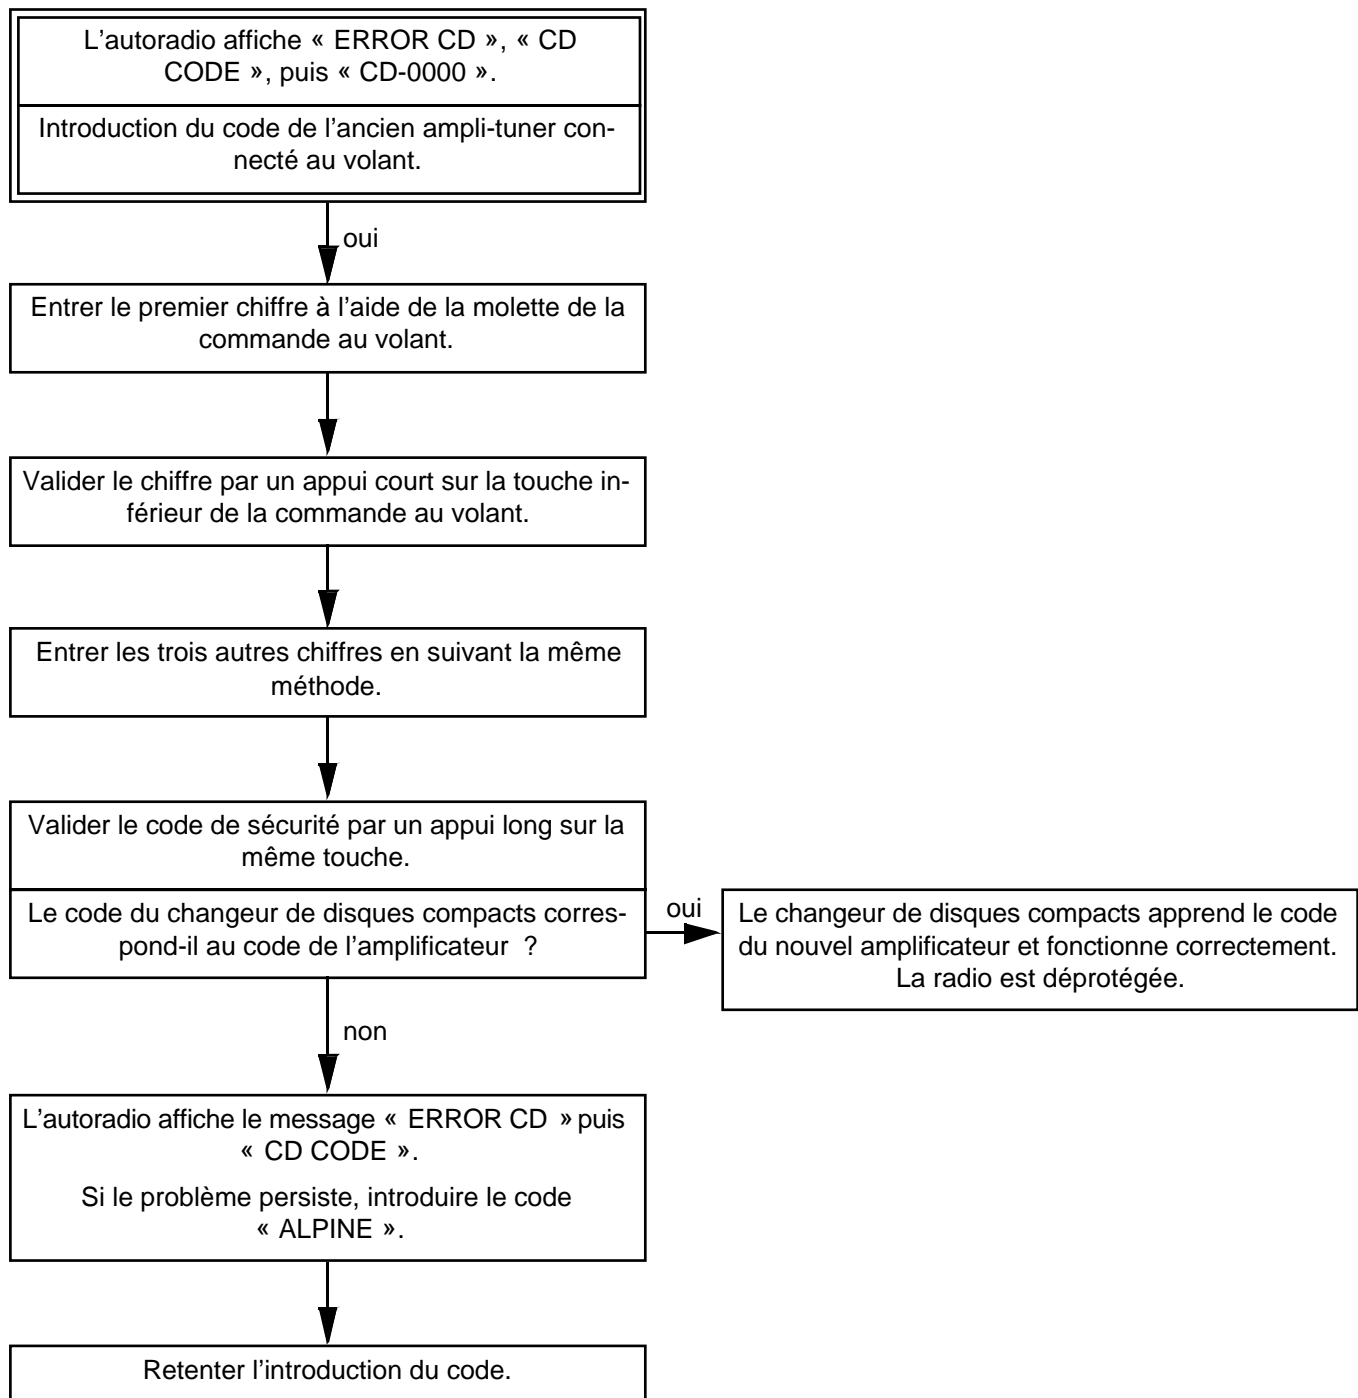 L’autoradio affiche « ERROR CD », « CD
CODE », puis « CD-0000 ».
Introduction du code de l’ancien ampli-tuner con-
necté au volant.
oui
Entrer le premier chiffre à l’aide de la molette de la
commande au volant.
Valider le chiffre par un appui court sur la touche in-
férieur de la commande au volant.
Entrer les trois autres chiffres en suivant la même
méthode.
Valider le code de sécurité par un appui long sur la
même touche.
Le code du changeur de disques compacts corres-
pond-il au code de l’amplificateur ?
oui
Le changeur de disques compacts apprend le code
du nouvel amplificateur et fonctionne correctement.
La radio est déprotégée.
non
L’autoradio affiche le message « ERROR CD » puis
« CD CODE ».
Si le problème persiste, introduire le code
« ALPINE ».
Retenter l’introduction du code.